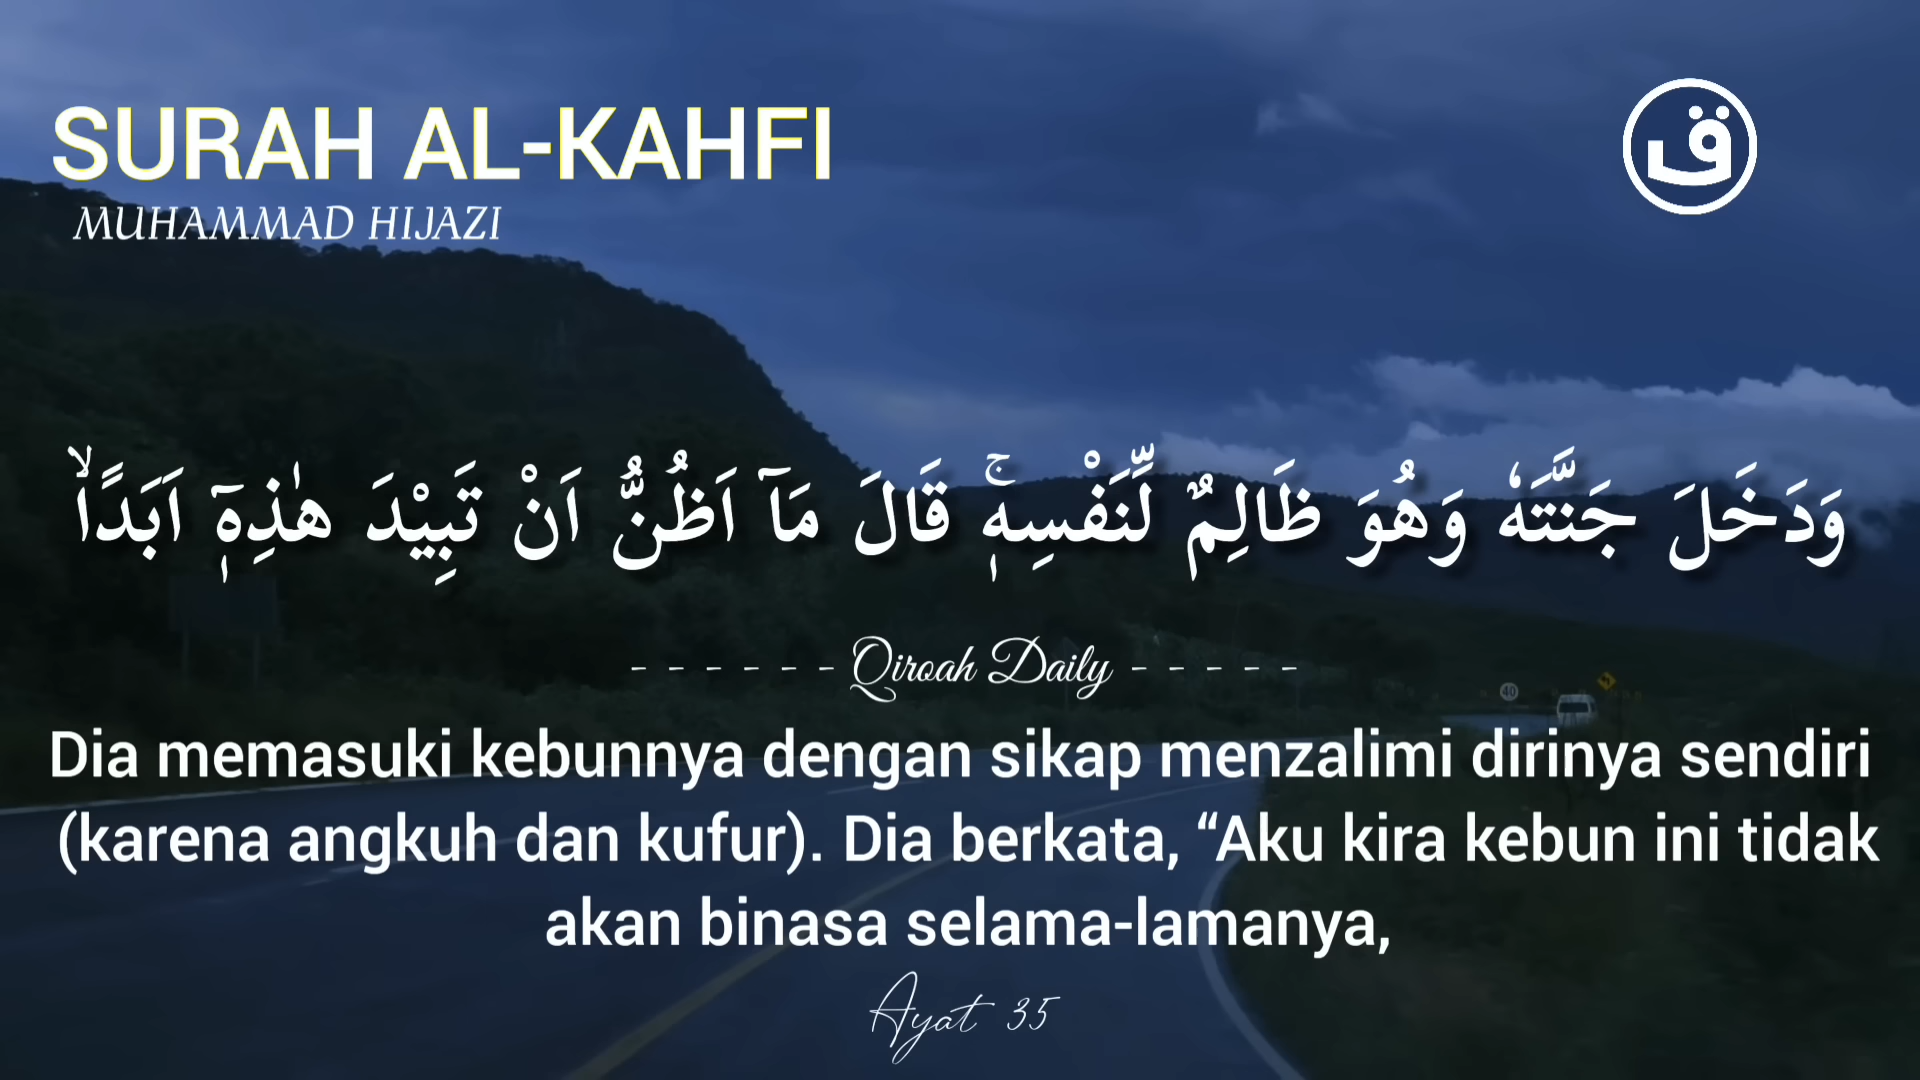 SURAH AL-KAHFI
MUHAMMAD HIJAZI
ق
وَدَخَلَ جَنَّتَهٗ وَهُوَ ظَالِمٌ لِّنَفْسِهٖۚ قَالَ مَآ اَظُنُّ اَنْ تَبِيْدَ هٰذِهٖٓ اَبَدًاۙ
- - - - - - Qiroah Daily - - - - -
40
Dia memasuki kebunnya dengan sikap menzalimi dirinya sendiri
(karena angkuh dan kufur). Dia berkata, “Aku kira kebun ini tidak
akan binasa selama-lamanya,
Ayat 35